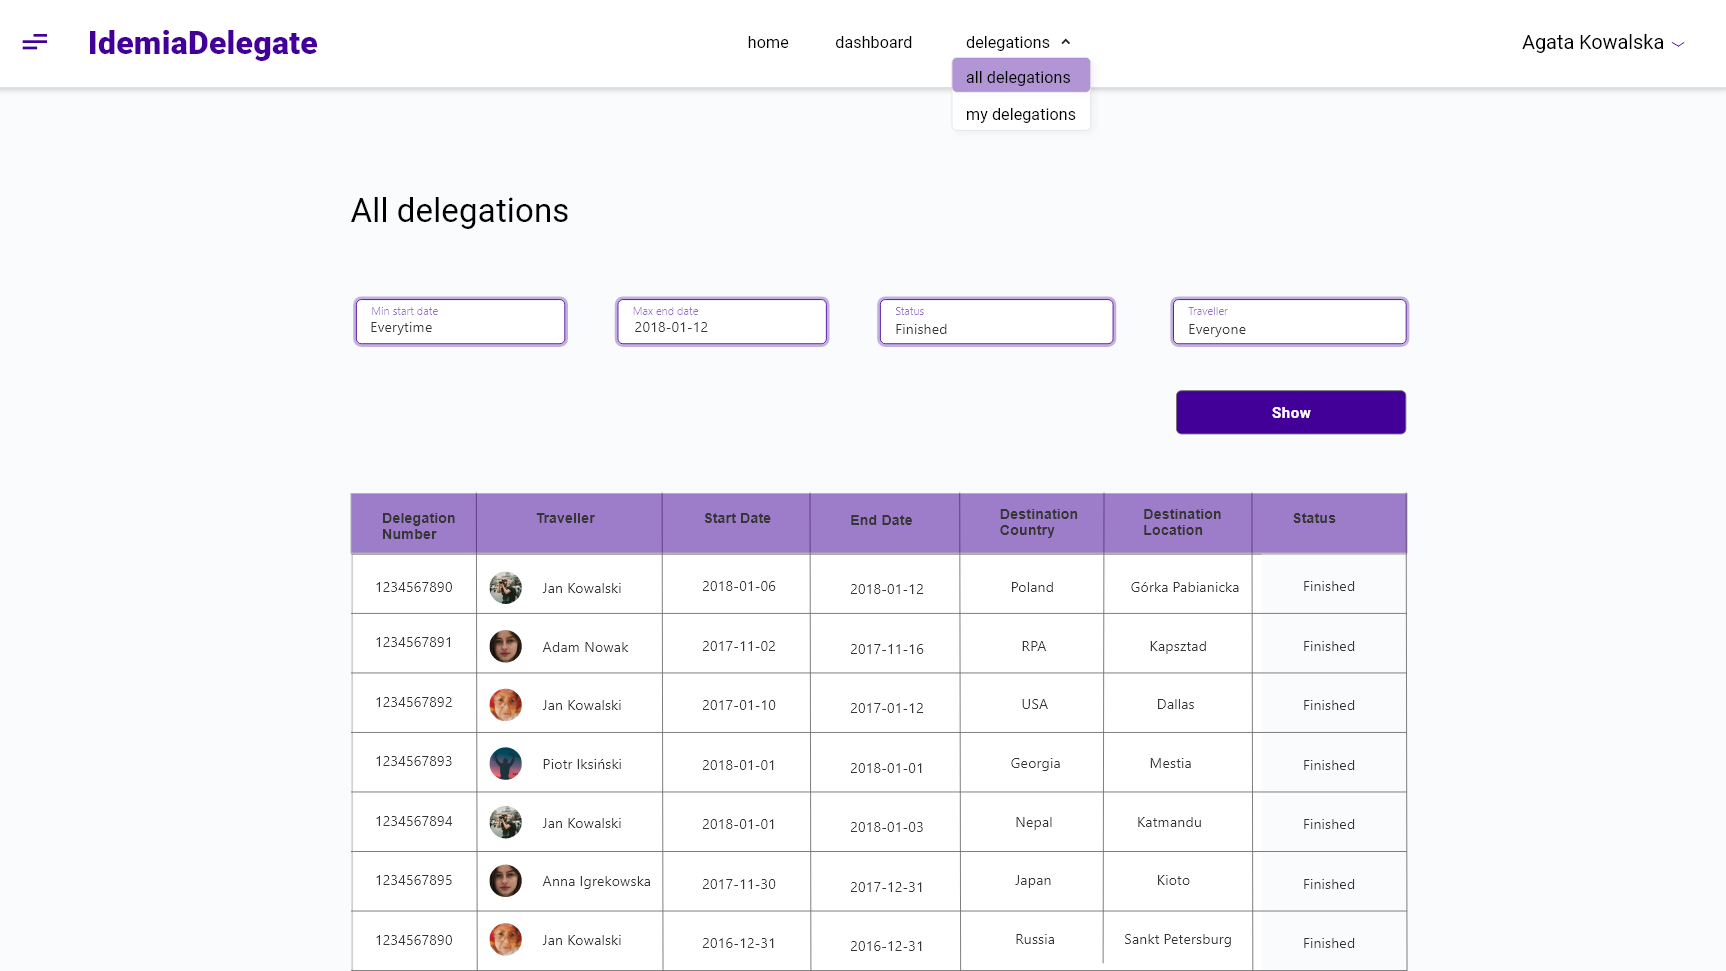 IdemiaDelegate
home
dashboard
delegations
Agata Kowalska
all delegations
my delegations
All delegations
Min start date
Everytime
Max end date
2018-01-12
Status
Finished
Traveller
Everyone
Show
Delegation Number
Traveller
Start Date
End Date
Destination Country
Destination Location
Status
1234567890 Jan Kowalski 2018-01-06 2018-01-12 Poland Górka Pabianicka Finished
1234567891 Adam Nowak 2017-11-02 2017-11-16 RPA Kapsztad Finished
1234567892 Jan Kowalski 2017-01-10 2017-01-12 USA Dallas Finished
1234567893 Piotr Iksiński 2018-01-01 2018-01-01 Georgia Mestia Finished
1234567894 Jan Kowalski 2018-01-01 2018-01-03 Nepal Katmandu Finished
1234567895 Anna Igrekowska 2017-11-30 2017-12-31 Japan Kioto Finished
1234567890 Jan Kowalski 2016-12-31 2016-12-31 Russia Sankt Petersburg Finished